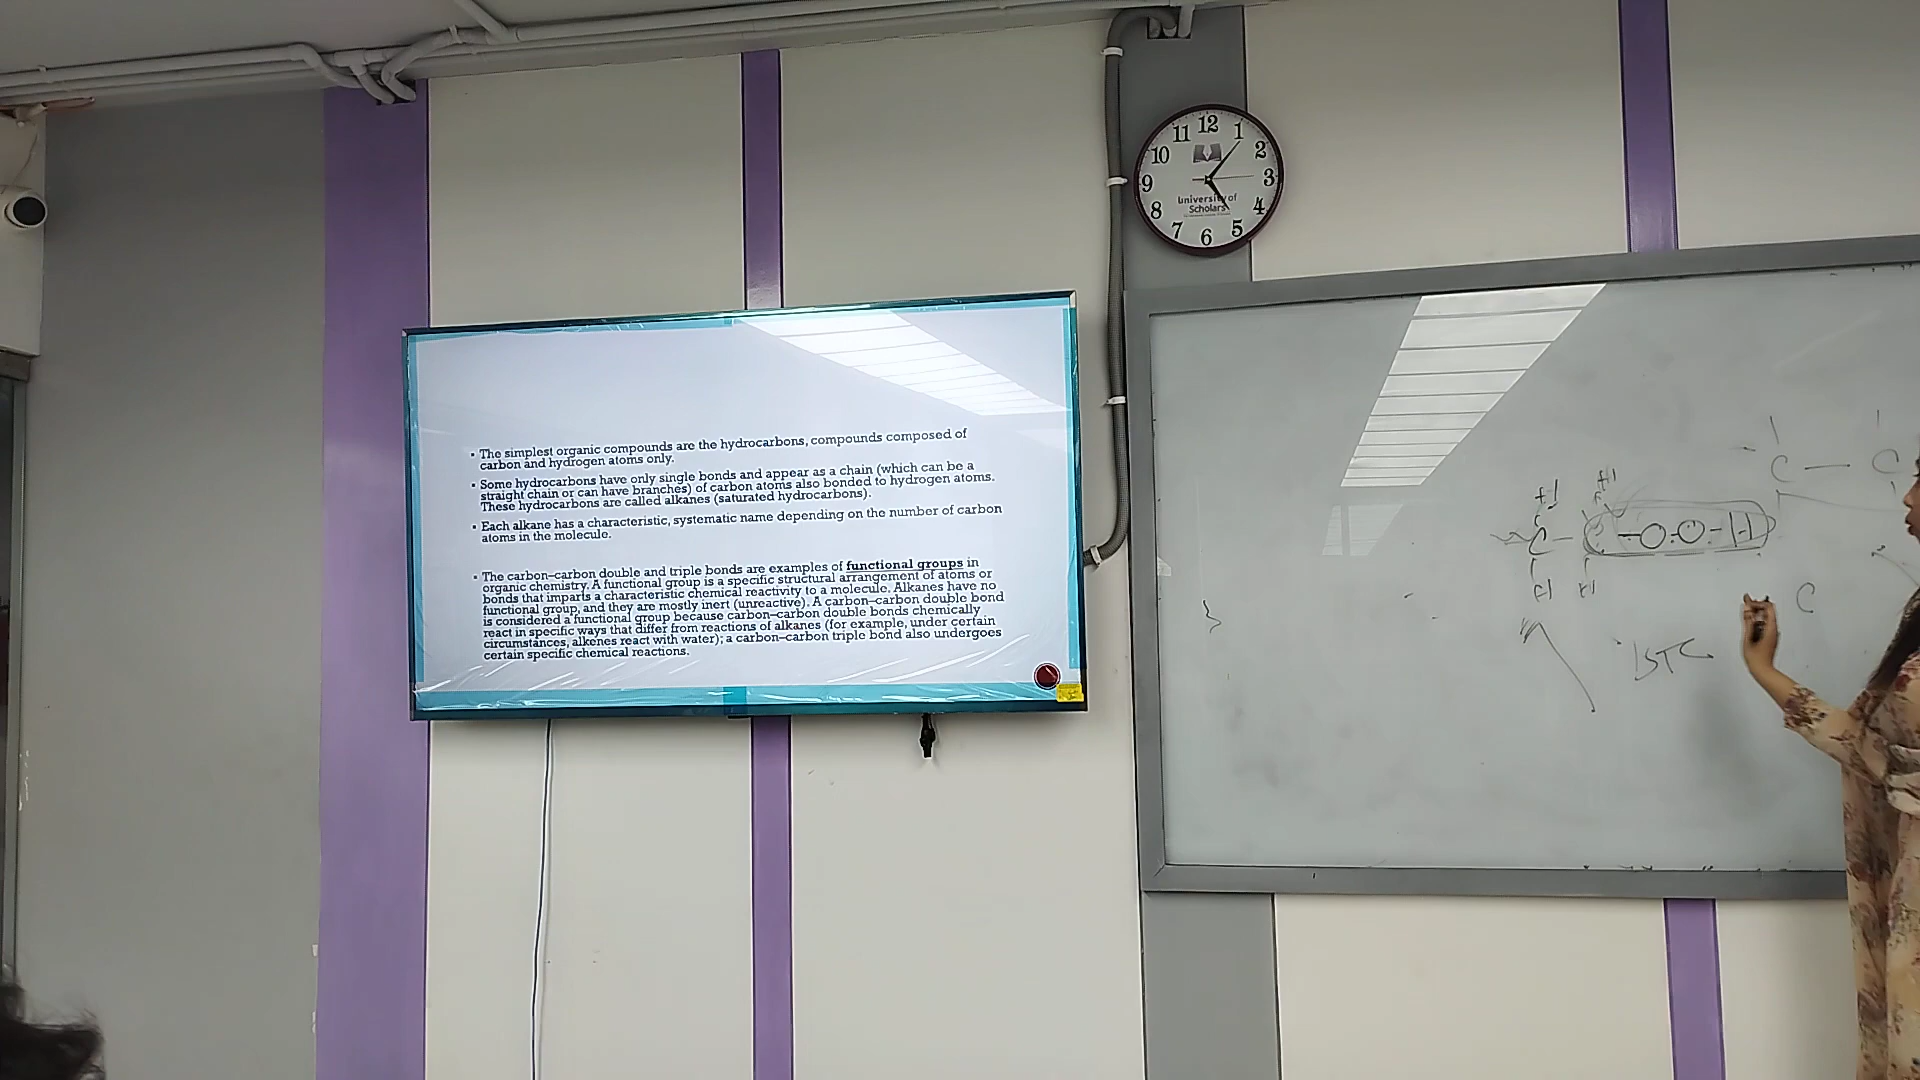 12
11 1
10 2
9 3
8 4
7 6 5
University of
Scholars
▪ The simplest organic compounds are the hydrocarbons, compounds composed of
carbon and hydrogen atoms only.
▪ Some hydrocarbons have only single bonds and appear as a chain (which can be a
straight chain or can have branches) of carbon atoms also bonded to hydrogen atoms.
These hydrocarbons are called alkanes (saturated hydrocarbons).
▪ Each alkane has a characteristic, systematic name depending on the number of carbon
atoms in the molecule.
▪ The carbon–carbon double and triple bonds are examples of functional groups in
organic chemistry. A functional group is a specific structural arrangement of atoms or
bonds that imparts a characteristic chemical reactivity to a molecule. Alkanes have no
functional group, and they are mostly inert (unreactive). A carbon–carbon double bond
is considered a functional group because carbon–carbon double bonds chemically
react in specific ways that differ from reactions of alkanes (for example, under certain
circumstances, alkenes react with water); a carbon–carbon triple bond also undergoes
certain specific chemical reactions.
C — C
H H
C – C – O – O – H
H H
C